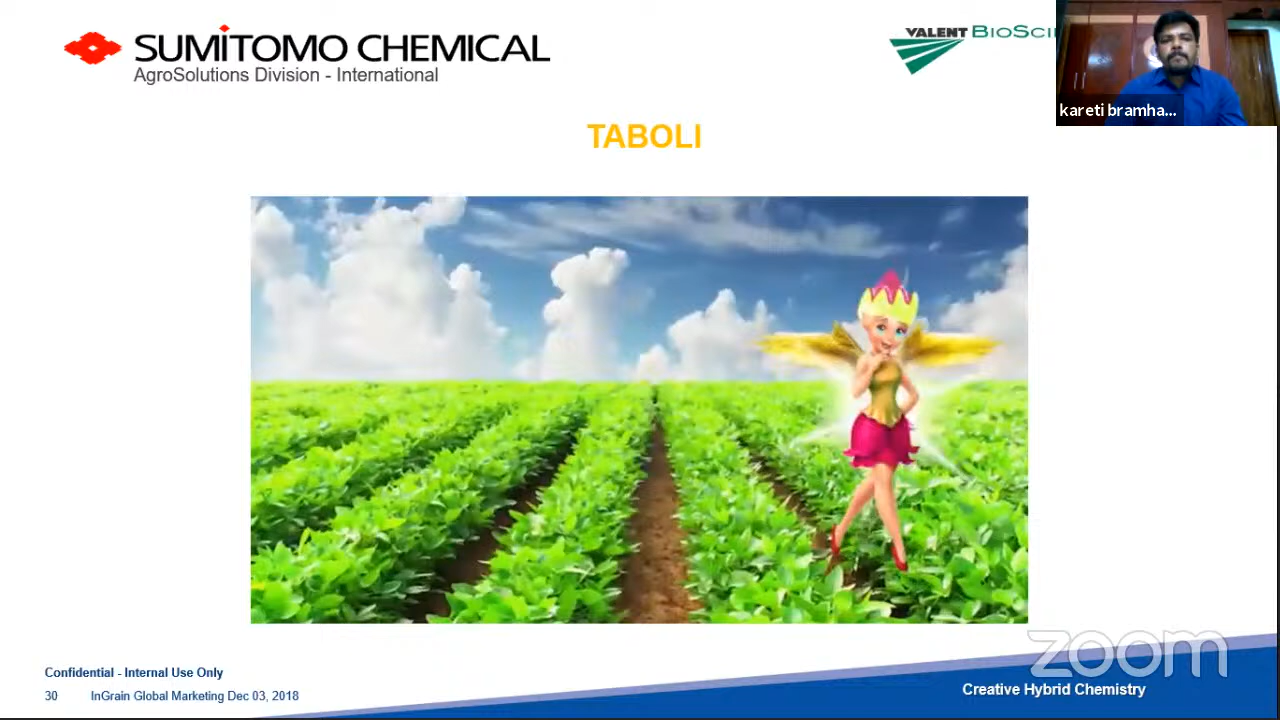 SUMITOMO CHEMICAL
AgroSolutions Division - International
VALENT BIOSCI
kareti bramha...
TABOLI
zoom
Confidential - Internal Use Only
30 InGrain Global Marketing Dec 03, 2018
Creative Hybrid Chemistry